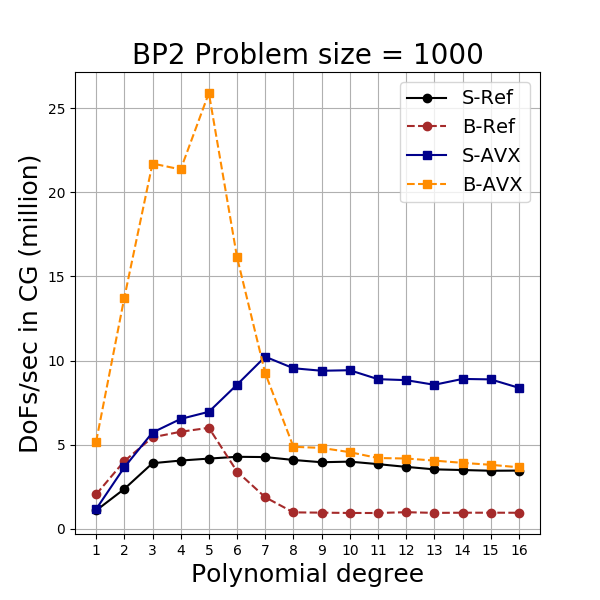 BP2 Problem size = 1000
DoFs/sec in CG (million)
25
20
15
10
5
0
S-Ref
B-Ref
S-AVX
B-AVX
1 2 3 4 5 6 7 8 9 10 11 12 13 14 15 16
Polynomial degree